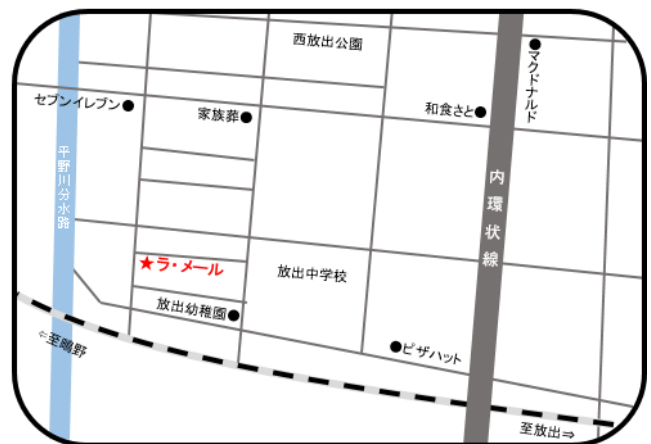 西放出公園
マクドナルド
セブンイレブン
家族葬
和食さと
平野川分水路
内環状線
★ラ・メール
放出中学校
放出幼稚園
⇐至鴫野
ピザハット
至放出⇒